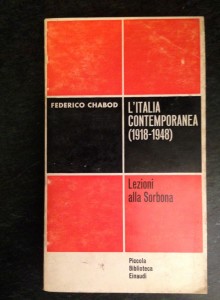 FEDERICO CHABOD
L'ITALIA
CONTEMPORANEA
(1918-1948)
Lezioni
alla Sorbona
Piccola
Biblioteca
Einaudi